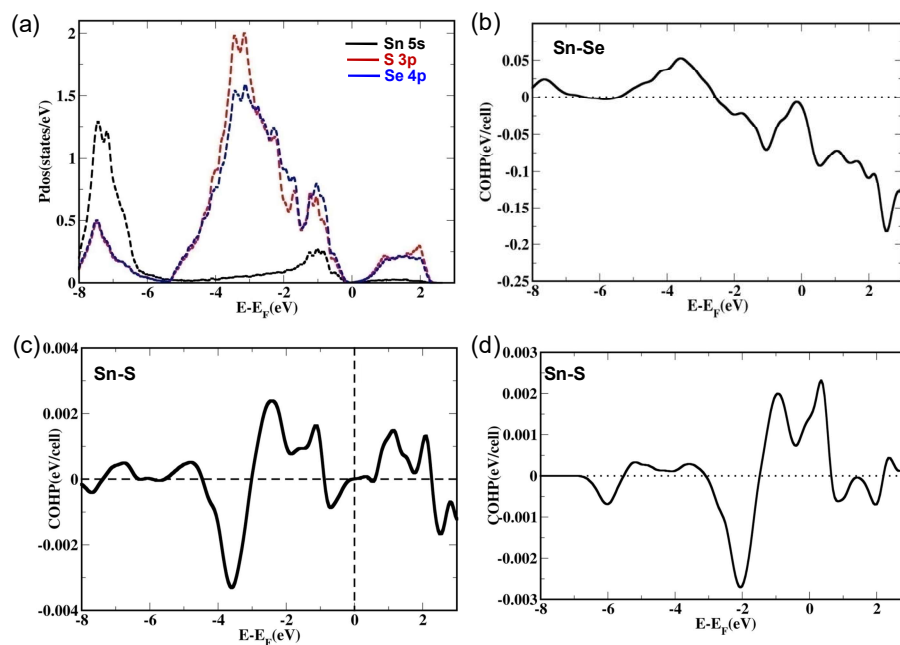 (a)
2
1.5
1
0.5
0
Pdos(states/eV)
Sn 5s
S 3p
Se 4p
-8 -6 -4 -2 0 2
E-E_F(eV)
(b)
Sn-Se
0.05
0
-0.05
-0.1
-0.15
-0.2
-0.25
COHP(eV/cell)
-8 -6 -4 -2 0 2
E-E_F(eV)
(c)
Sn-S
0.004
0.002
0
-0.002
-0.004
COHP(eV/cell)
-8 -6 -4 -2 0 2
E-E_F(eV)
(d)
Sn-S
0.003
0.002
0.001
0
-0.001
-0.002
-0.003
COHP(eV/cell)
-8 -6 -4 -2 0 2
E-E_F(eV)